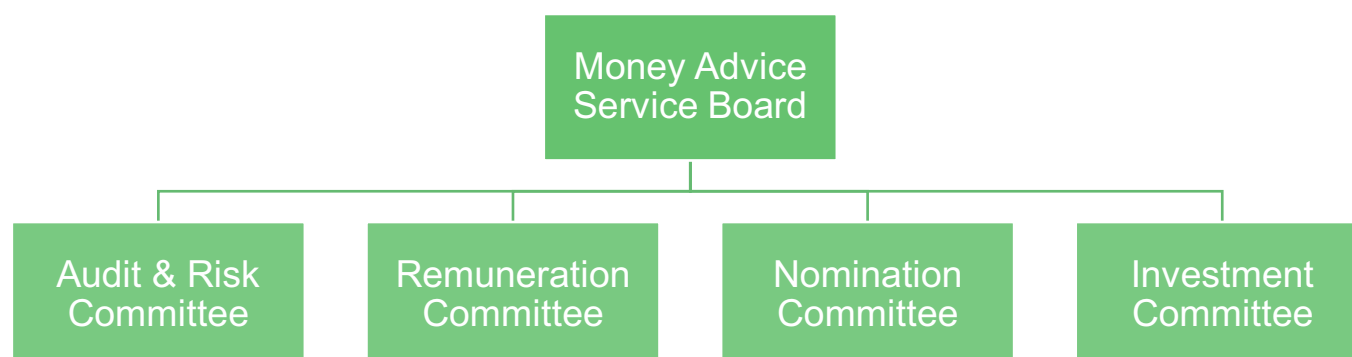 Money Advice
Service Board
Audit & Risk
Committee
Remuneration
Committee
Nomination
Committee
Investment
Committee